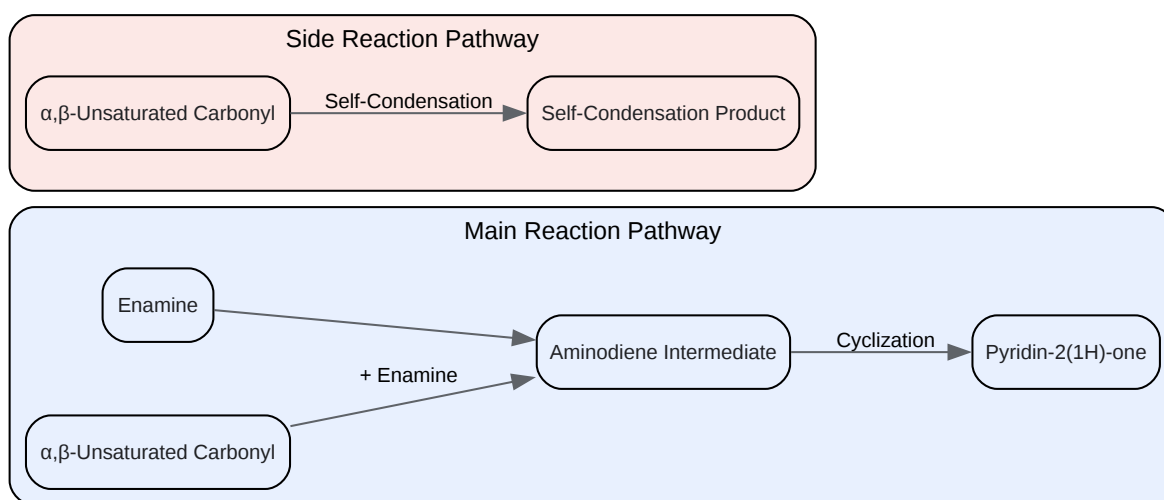 Side Reaction Pathway
α,β-Unsaturated Carbonyl
Self-Condensation
Self-Condensation Product
Main Reaction Pathway
Enamine
+ Enamine
α,β-Unsaturated Carbonyl
Aminodiene Intermediate
Cyclization
Pyridin-2(1H)-one